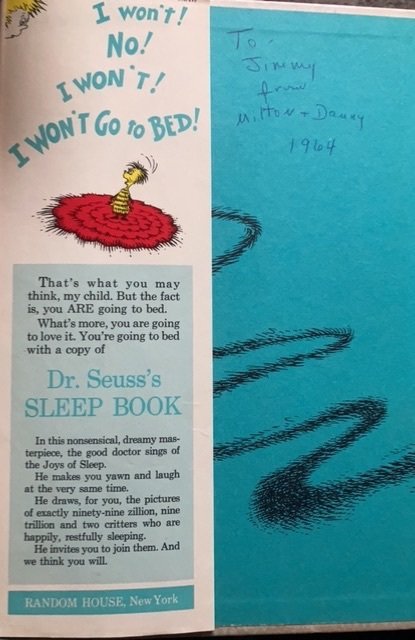 I won't!
NO!
I WON'T!
I WON'T GO to BED!
That's what you may
think, my child. But the fact
is, you ARE going to bed.
What's more, you are going
to love it. You're going to bed
with a copy of
Dr. Seuss's
SLEEP BOOK
In this nonsensical, dreamy mas-
terpiece, the good doctor sings of
the Joys of Sleep.
He makes you yawn and laugh
at the very same time.
He draws, for you, the pictures
of exactly ninety-nine zillion, nine
trillion and two critters who are
happily, restfully sleeping.
He invites you to join them. And
we think you will.
RANDOM HOUSE, New York
To-
Jimmy
from
Milton + Danny
1964